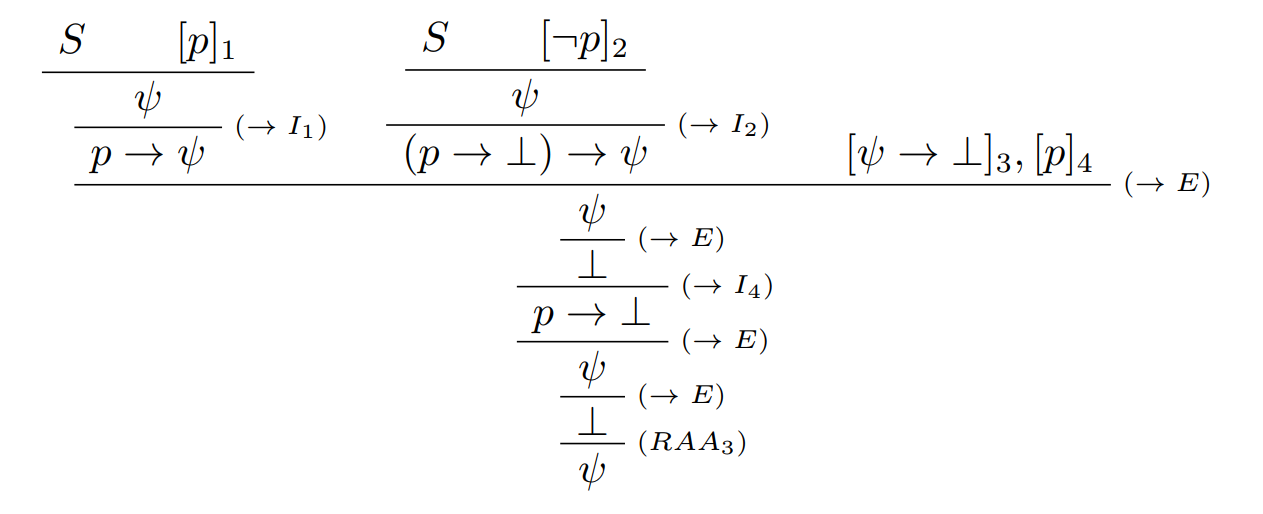 S [p]₁ S [¬p]₂
ψ ψ
(→ I₁) (→ I₂)
p → ψ (p → ⊥) → ψ [ψ → ⊥]₃, [p]₄
(→ E)
ψ
(→ E)
⊥
(→ I₄)
p → ⊥
(→ E)
ψ
(→ E)
⊥
(RAA₃)
ψ